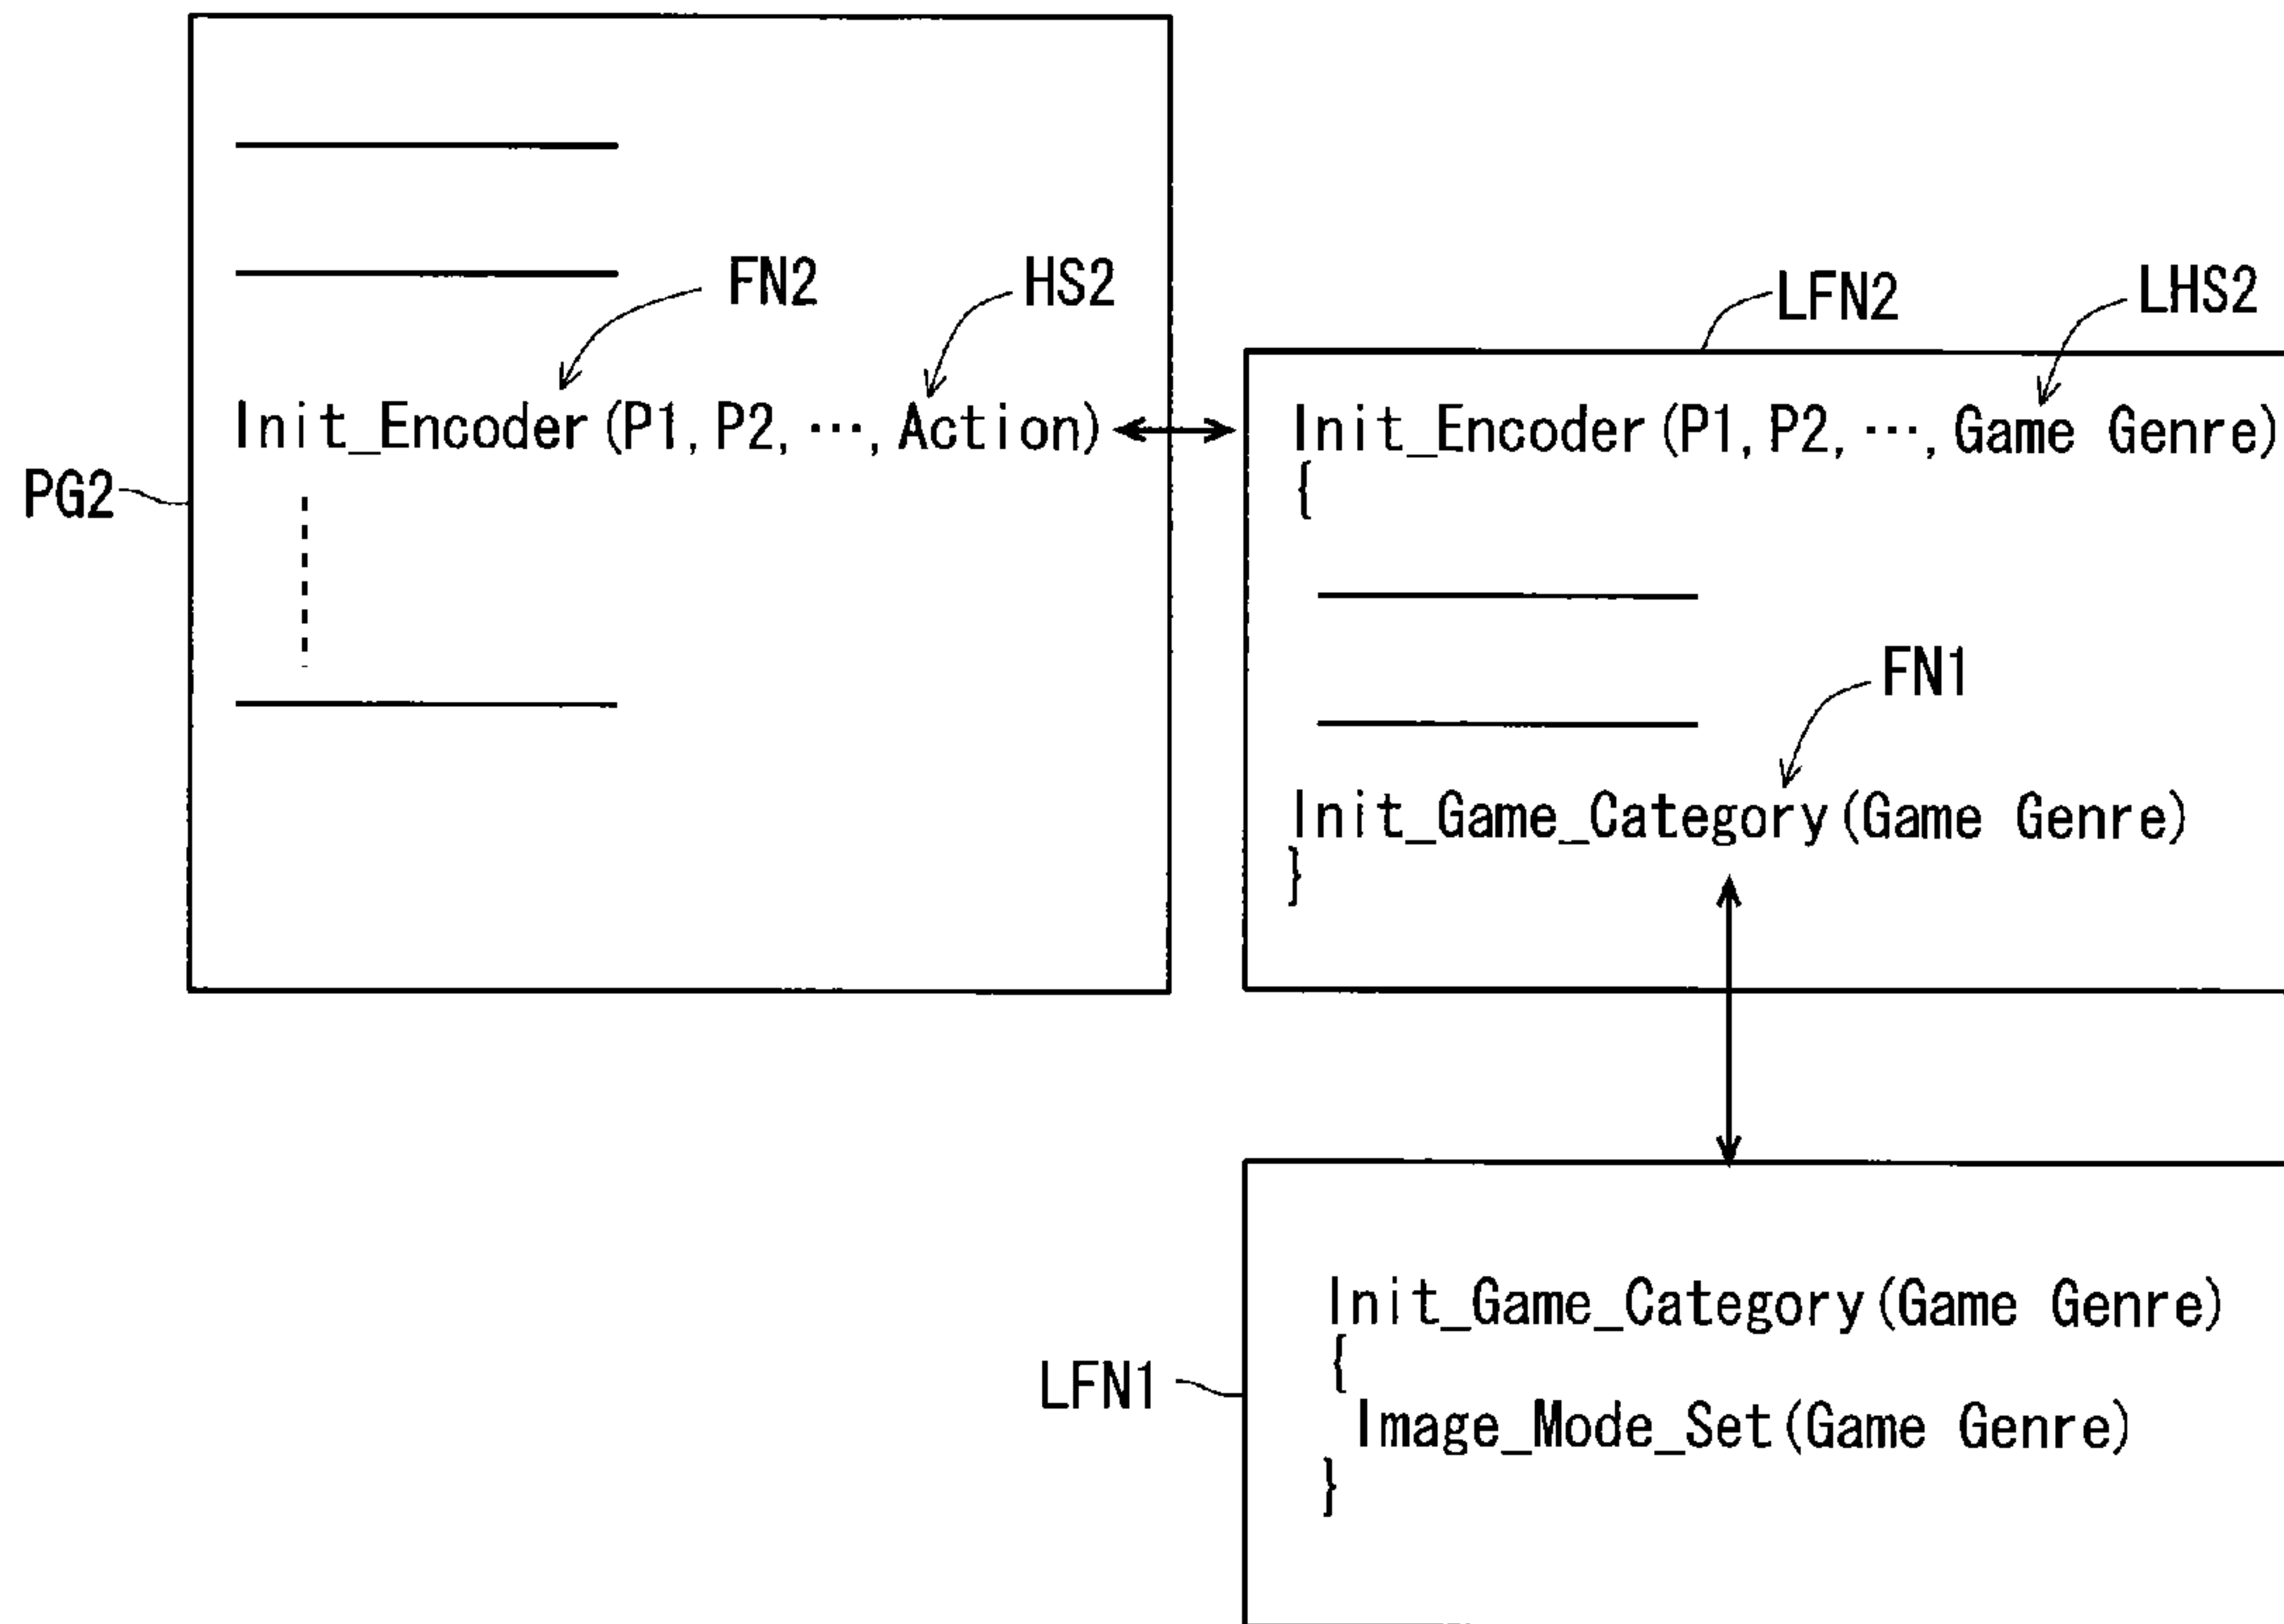 FN2
HS2
Init_Encoder(P1, P2, ···, Action)
PG2
LFN2
LHS2
Init_Encoder(P1, P2, ···, Game Genre)
{
FN1
Init_Game_Category(Game Genre)
}
LFN1
Init_Game_Category(Game Genre)
{
Image_Mode_Set(Game Genre)
}